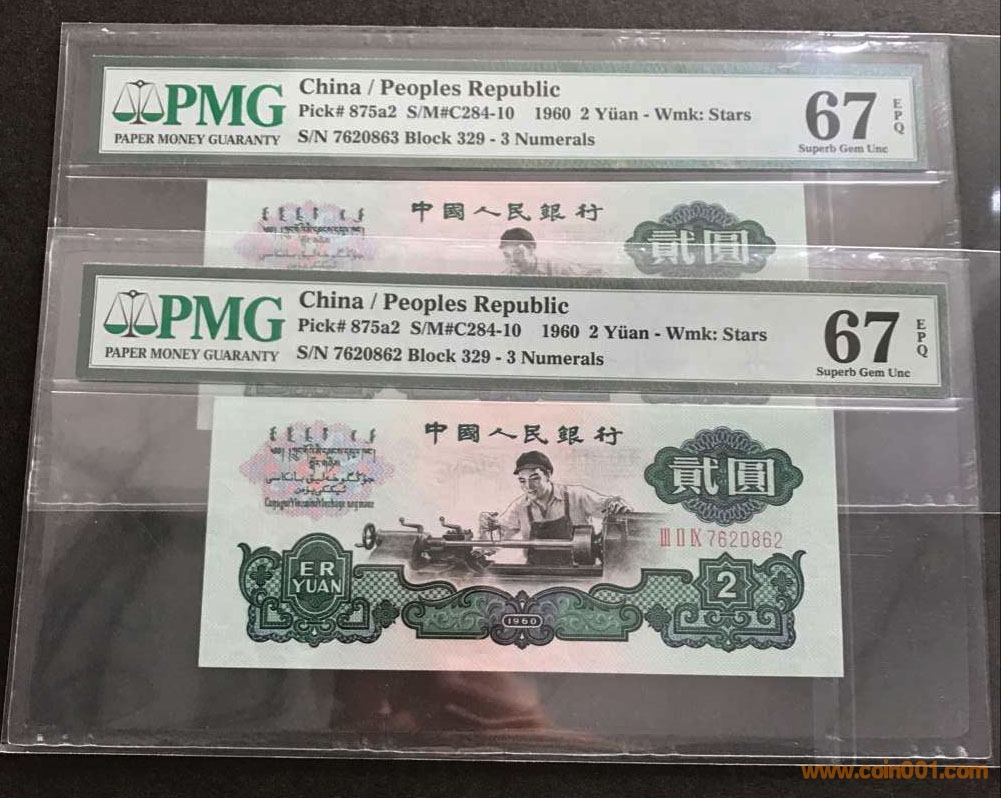 PMG
PAPER MONEY GUARANTY
China / Peoples Republic
Pick# 875a2 S/M#C284-10 1960 2 Yüan - Wmk: Stars
S/N 7620863 Block 329 - 3 Numerals
67
EPQ
Superb Gem Unc
中國人民銀行
貳圓
PMG
PAPER MONEY GUARANTY
China / Peoples Republic
Pick# 875a2 S/M#C284-10 1960 2 Yüan - Wmk: Stars
S/N 7620862 Block 329 - 3 Numerals
67
EPQ
Superb Gem Unc
中國人民銀行
貳圓
III II IX 7620862
ER
YUAN
1960
2
www.coin001.com